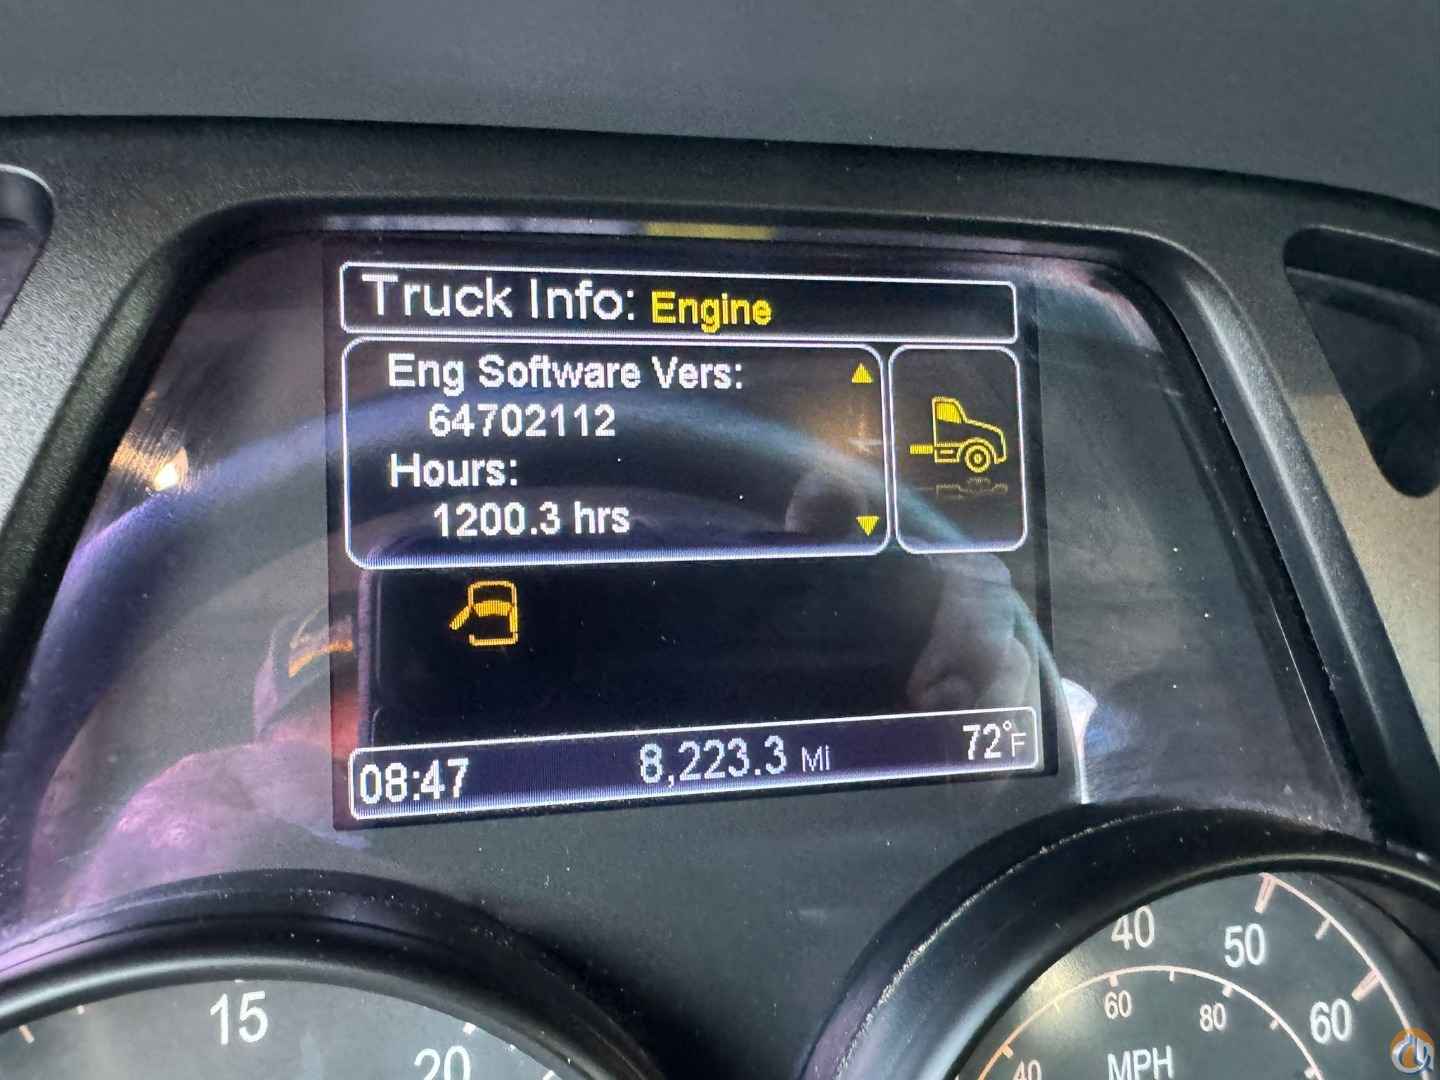 Truck Info: Engine
Eng Software Vers:
64702112
Hours:
1200.3 hrs
08:47 8,223.3 Mi 72°F
15
20
40
50
60
40
60
80
MPH